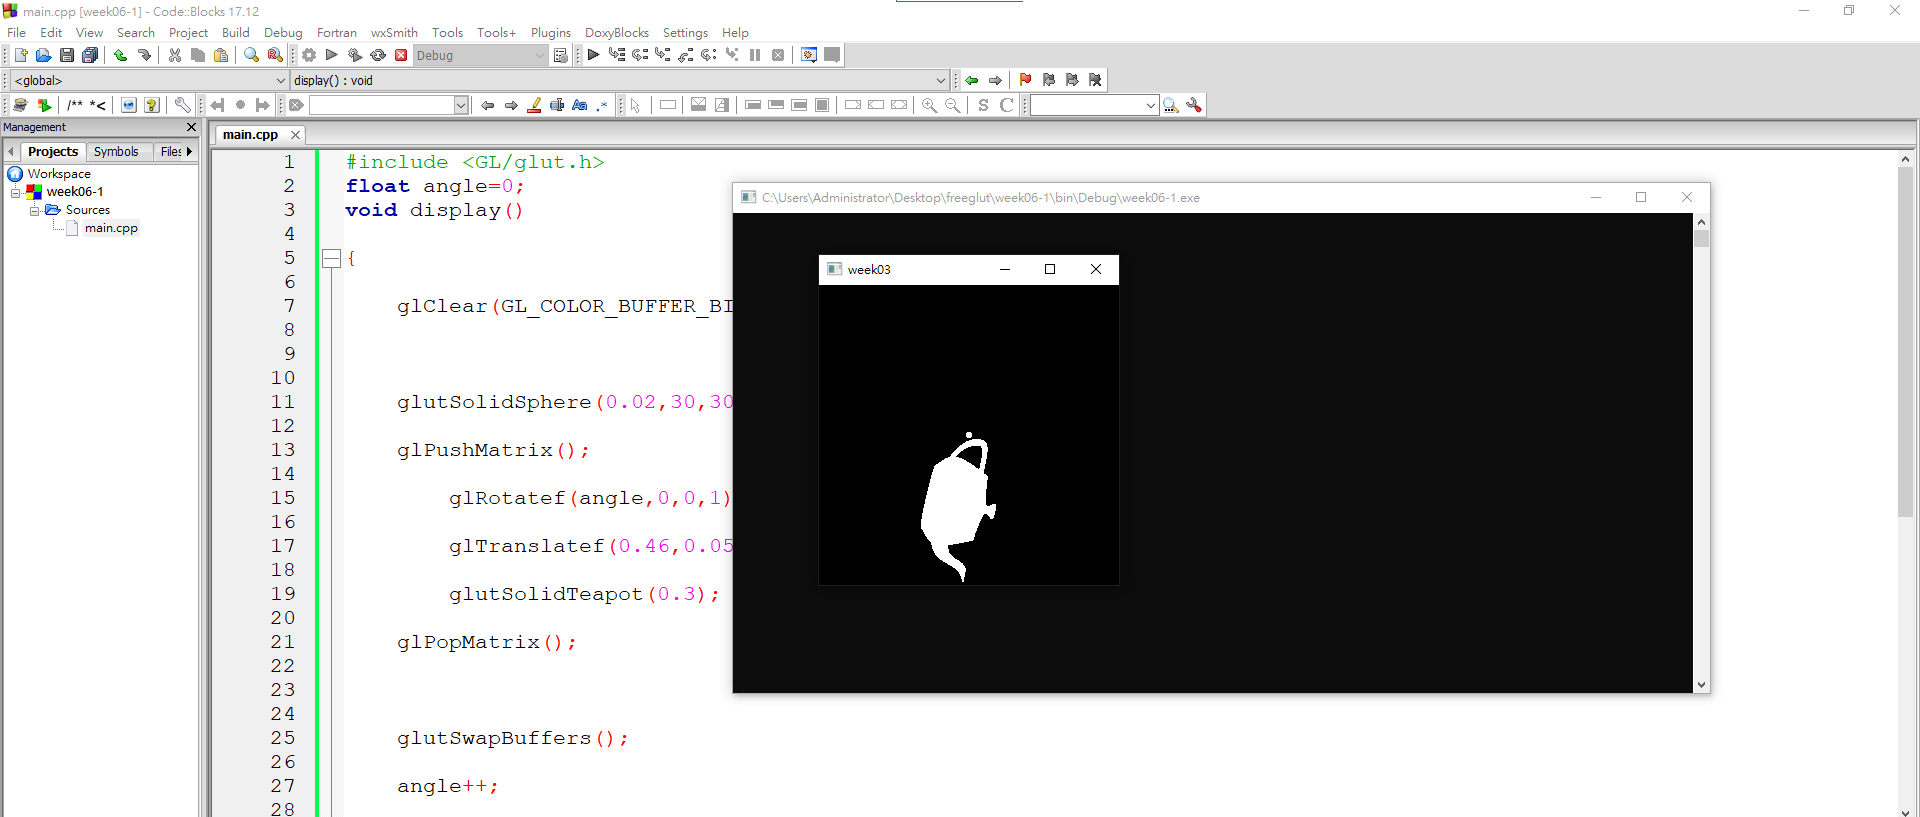 main.cpp [week06-1] - Code::Blocks 17.12
File Edit View Search Project Build Debug Fortran wxSmith Tools Tools+ Plugins DoxyBlocks Settings Help
Debug
<global> display() : void
/** *<
S C
Management
Projects Symbols Files
main.cpp
Workspace
week06-1
Sources
main.cpp
1 #include <GL/glut.h>
2 float angle=0;
3 void display()
4
5 {
6
7 glClear(GL_COLOR_BUFFER_BI
8
9
10
11 glutSolidSphere(0.02,30,30
12
13 glPushMatrix();
14
15 glRotatef(angle,0,0,1)
16
17 glTranslatef(0.46,0.05
18
19 glutSolidTeapot(0.3);
20
21 glPopMatrix();
22
23
24
25 glutSwapBuffers();
26
27 angle++;
28
C:\Users\Administrator\Desktop\freeglut\week06-1\bin\Debug\week06-1.exe
week03